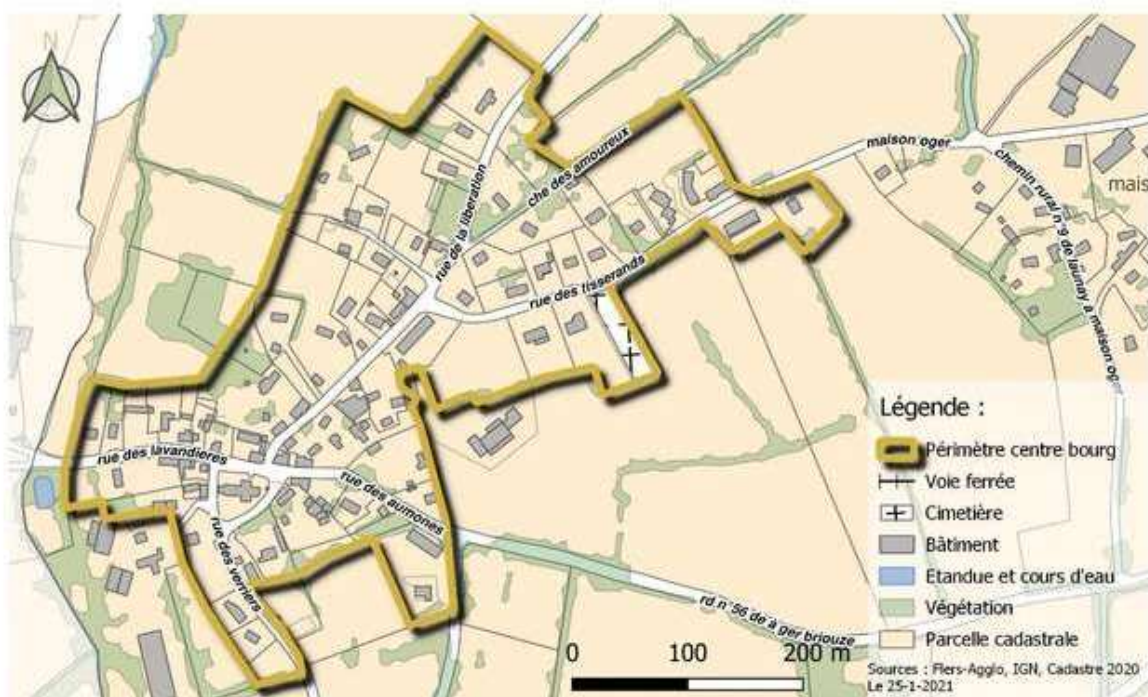 N
rue de la liberation
che des amoureux
maison oger
chemin rural n°9 de launay à maison oger
mais
rue des tisserands
rue des lavandieres
rue des aumones
rue des verriers
rd n°56 de à ger briouze
0 100 200 m
Légende :
Périmètre centre bourg
Voie ferrée
Cimetière
Bâtiment
Etandue et cours d'eau
Végétation
Parcelle cadastrale
Sources : Flers-Agglo, IGN, Cadastre 2020
Le 25-1-2021